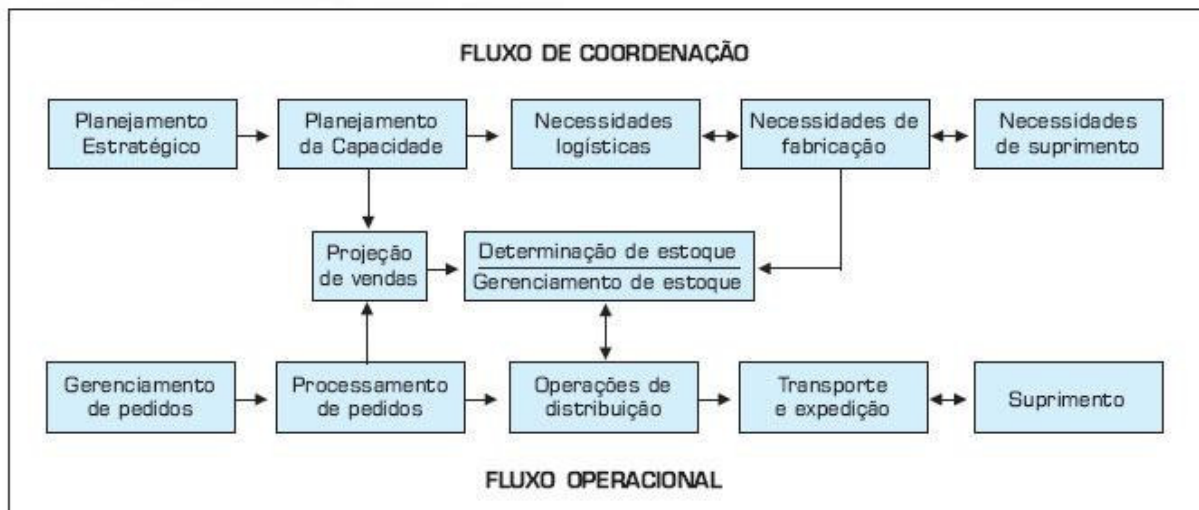 FLUXO DE COORDENAÇÃO
Planejamento
Estratégico
Planejamento
da Capacidade
Necessidades
logísticas
Necessidades de
fabricação
Necessidades
de suprimento
Projeção
de vendas
Determinação de estoque
Gerenciamento de estoque
Gerenciamento
de pedidos
Processamento
de pedidos
Operações de
distribuição
Transporte
e expedição
Suprimento
FLUXO OPERACIONAL